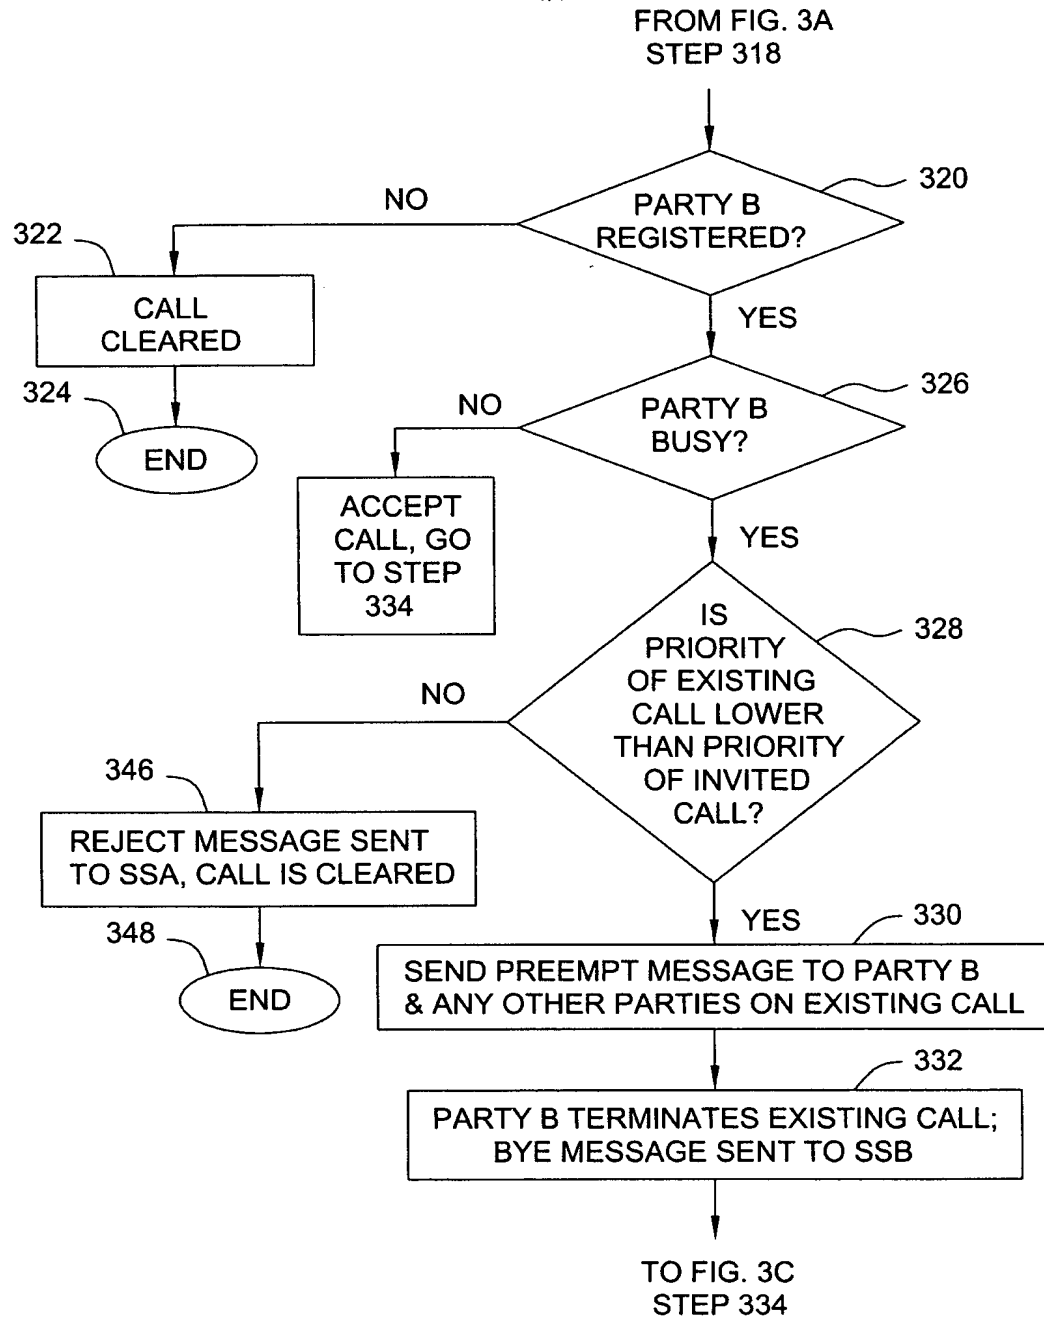 FROM FIG. 3A
STEP 318
320
NO
PARTY B
REGISTERED?
322
CALL
CLEARED
YES
324
END
326
NO
PARTY B
BUSY?
ACCEPT
CALL, GO
TO STEP
334
YES
328
IS
PRIORITY
OF EXISTING
CALL LOWER
THAN PRIORITY
OF INVITED
CALL?
NO
346
REJECT MESSAGE SENT
TO SSA, CALL IS CLEARED
348
END
YES
330
SEND PREEMPT MESSAGE TO PARTY B
& ANY OTHER PARTIES ON EXISTING CALL
332
PARTY B TERMINATES EXISTING CALL;
BYE MESSAGE SENT TO SSB
TO FIG. 3C
STEP 334